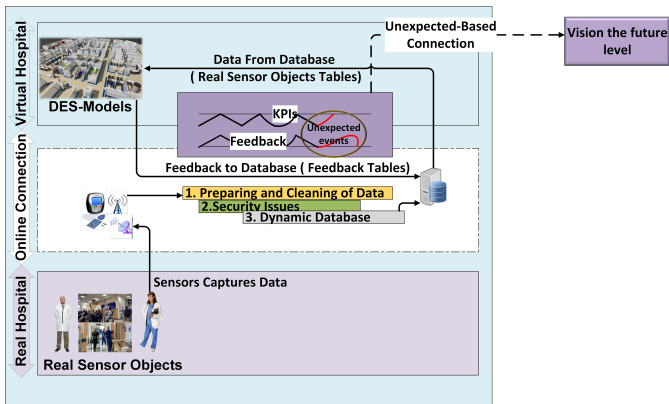 Unexpected-Based
Connection
Vision the future
level
Virtual Hospital
Data From Database
( Real Sensor Objects Tables)
DES-Models
KPIs
Unexpected
events
Feedback
Feedback to Database ( Feedback Tables)
Online Connection
1. Preparing and Cleaning of Data
2.Security Issues
3. Dynamic Database
Sensors Captures Data
Real Hospital
Real Sensor Objects